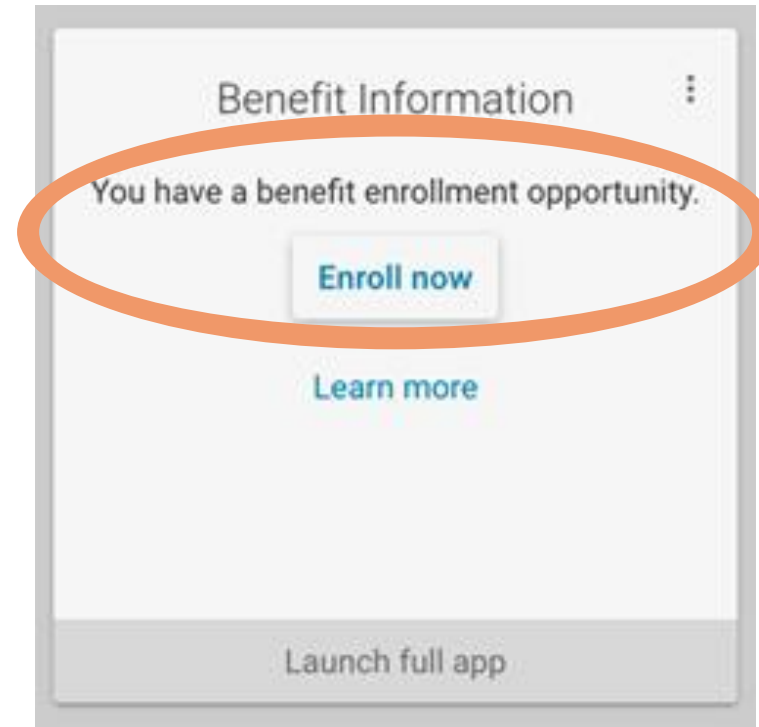 Benefit Information
You have a benefit enrollment opportunity.
Enroll now
Learn more
Launch full app